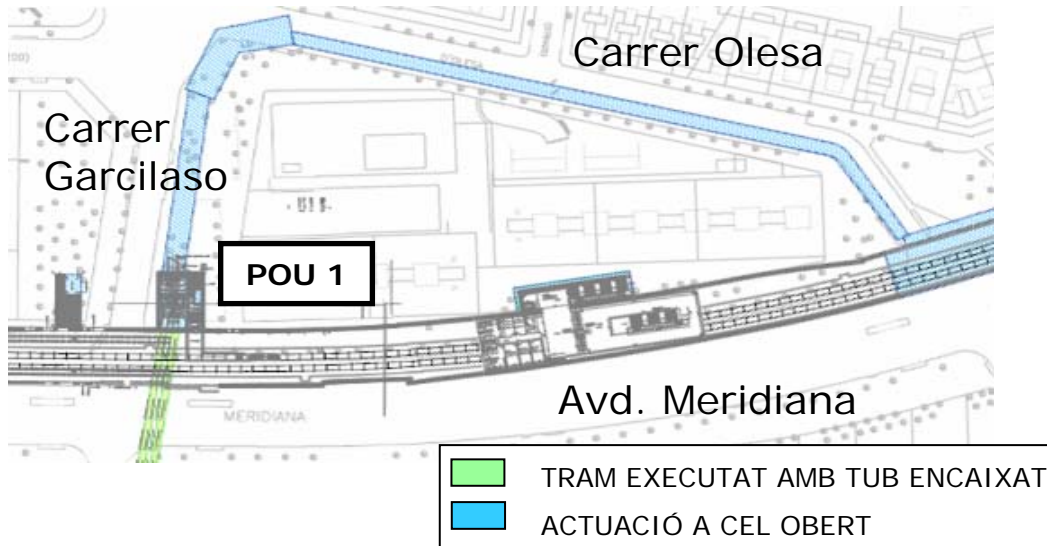 Carrer Olesa
Carrer
Garcilaso
POU 1
Avd. Meridiana
MERIDIANA
TRAM EXECUTAT AMB TUB ENCAIXAT
ACTUACIÓ A CEL OBERT